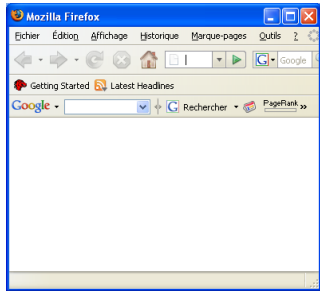 Mozilla Firefox
Fichier Édition Affichage Historique Marque-pages Outils ?
G Google
Getting Started Latest Headlines
Google G Rechercher PageRank